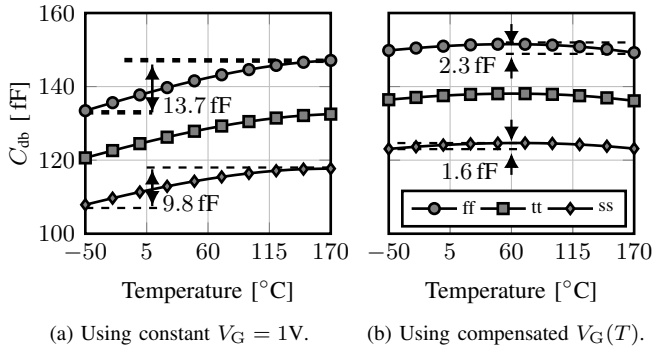 160
140
120
100
C_db [fF]
13.7 fF
9.8 fF
−50 5 60 115 170
Temperature [°C]
(a) Using constant V_G = 1V.
2.3 fF
1.6 fF
ff tt ss
−50 5 60 115 170
Temperature [°C]
(b) Using compensated V_G(T).